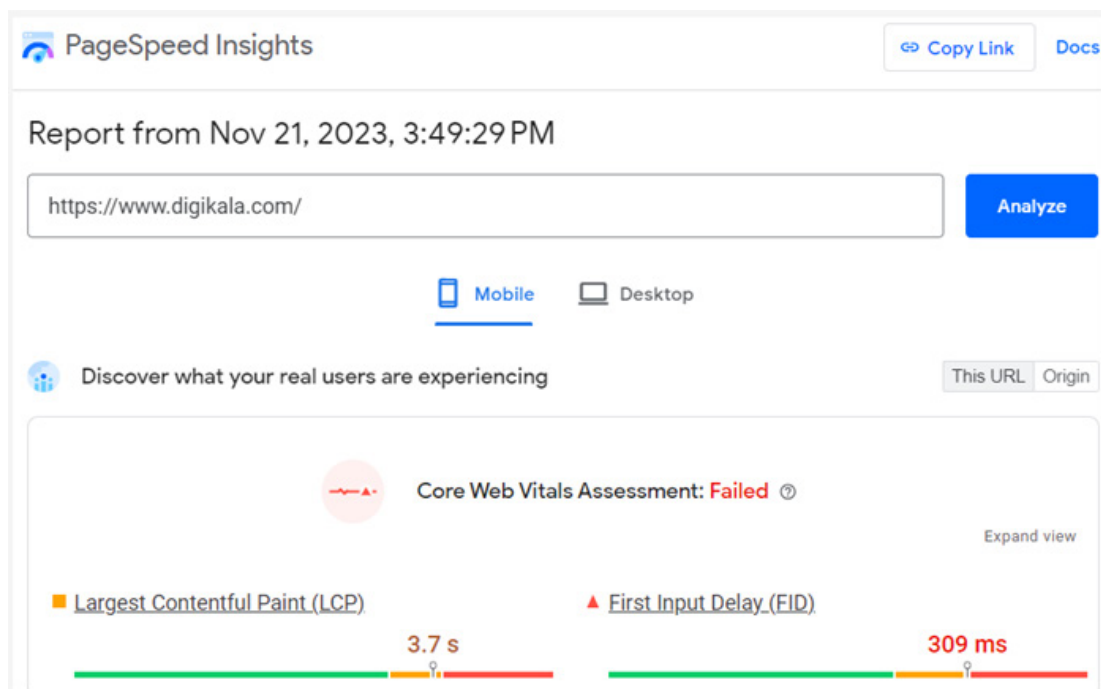 PageSpeed Insights
Copy Link
Docs
Report from Nov 21, 2023, 3:49:29 PM
https://www.digikala.com/
Analyze
Mobile
Desktop
Discover what your real users are experiencing
This URL
Origin
Core Web Vitals Assessment: Failed
Expand view
Largest Contentful Paint (LCP)
First Input Delay (FID)
3.7 s
309 ms